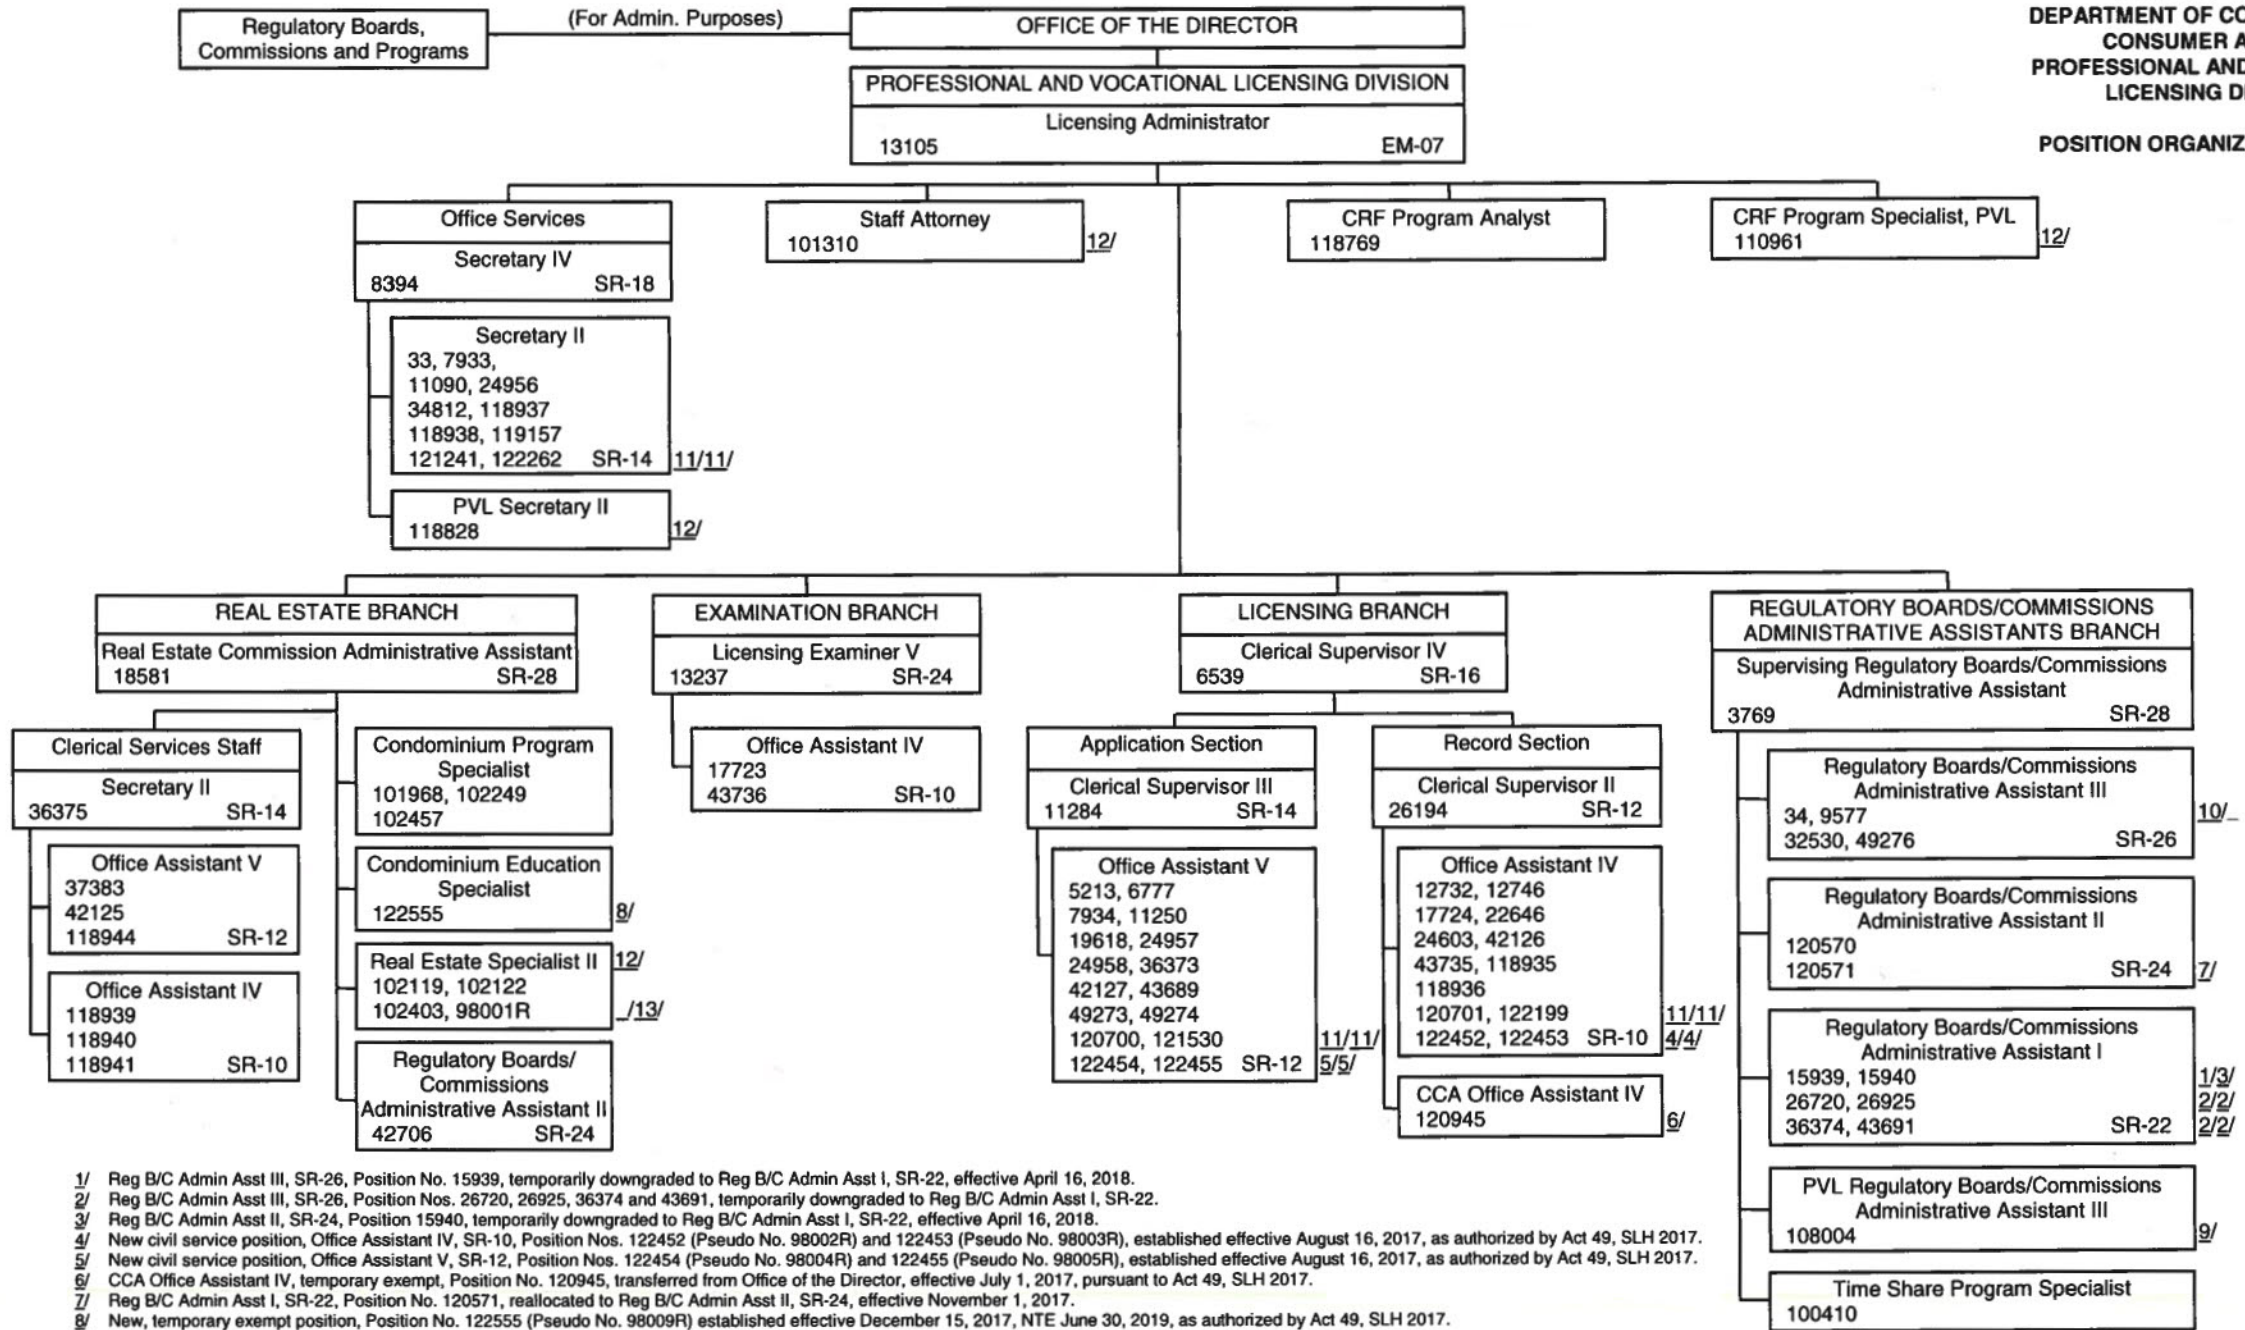 Regulatory Boards,
Commissions and Programs
(For Admin. Purposes)
OFFICE OF THE DIRECTOR
PROFESSIONAL AND VOCATIONAL LICENSING DIVISION
Licensing Administrator
13105 EM-07
DEPARTMENT OF CO
CONSUMER A
PROFESSIONAL AND
LICENSING D
POSITION ORGANIZ
Office Services
Secretary IV
8394 SR-18
Secretary II
33, 7933,
11090, 24956
34812, 118937
118938, 119157
121241, 122262 SR-14 11/11/
PVL Secretary II
118828 12/
Staff Attorney
101310 12/
CRF Program Analyst
118769
CRF Program Specialist, PVL
110961 12/
REAL ESTATE BRANCH
Real Estate Commission Administrative Assistant
18581 SR-28
Clerical Services Staff
Secretary II
36375 SR-14
Office Assistant V
37383
42125
118944 SR-12
Office Assistant IV
118939
118940
118941 SR-10
Condominium Program
Specialist
101968, 102249
102457
Condominium Education
Specialist
122555 8/
Real Estate Specialist II 12/
102119, 102122
102403, 98001R _/13/
Regulatory Boards/
Commissions
Administrative Assistant II
42706 SR-24
EXAMINATION BRANCH
Licensing Examiner V
13237 SR-24
Office Assistant IV
17723
43736 SR-10
LICENSING BRANCH
Clerical Supervisor IV
6539 SR-16
Application Section
Clerical Supervisor III
11284 SR-14
Office Assistant V
5213, 6777
7934, 11250
19618, 24957
24958, 36373
42127, 43689
49273, 49274
120700, 121530 11/11/
122454, 122455 SR-12 5/5/
Record Section
Clerical Supervisor II
26194 SR-12
Office Assistant IV
12732, 12746
17724, 22646
24603, 42126
43735, 118935
118936
120701, 122199 11/11/
122452, 122453 SR-10 4/4/
CCA Office Assistant IV
120945 6/
REGULATORY BOARDS/COMMISSIONS
ADMINISTRATIVE ASSISTANTS BRANCH
Supervising Regulatory Boards/Commissions
Administrative Assistant
3769 SR-28
Regulatory Boards/Commissions
Administrative Assistant III
34, 9577 10/_
32530, 49276 SR-26
Regulatory Boards/Commissions
Administrative Assistant II
120570
120571 SR-24 7/
Regulatory Boards/Commissions
Administrative Assistant I
15939, 15940 1/3/
26720, 26925 2/2/
36374, 43691 SR-22 2/2/
PVL Regulatory Boards/Commissions
Administrative Assistant III
108004 9/
Time Share Program Specialist
100410
1/ Reg B/C Admin Asst III, SR-26, Position No. 15939, temporarily downgraded to Reg B/C Admin Asst I, SR-22, effective April 16, 2018.
2/ Reg B/C Admin Asst III, SR-26, Position Nos. 26720, 26925, 36374 and 43691, temporarily downgraded to Reg B/C Admin Asst I, SR-22.
3/ Reg B/C Admin Asst II, SR-24, Position 15940, temporarily downgraded to Reg B/C Admin Asst I, SR-22, effective April 16, 2018.
4/ New civil service position, Office Assistant IV, SR-10, Position Nos. 122452 (Pseudo No. 98002R) and 122453 (Pseudo No. 98003R), established effective August 16, 2017, as authorized by Act 49, SLH 2017.
5/ New civil service position, Office Assistant V, SR-12, Position Nos. 122454 (Pseudo No. 98004R) and 122455 (Pseudo No. 98005R), established effective August 16, 2017, as authorized by Act 49, SLH 2017.
6/ CCA Office Assistant IV, temporary exempt, Position No. 120945, transferred from Office of the Director, effective July 1, 2017, pursuant to Act 49, SLH 2017.
7/ Reg B/C Admin Asst I, SR-22, Position No. 120571, reallocated to Reg B/C Admin Asst II, SR-24, effective November 1, 2017.
8/ New, temporary exempt position, Position No. 122555 (Pseudo No. 98009R) established effective December 15, 2017, NTE June 30, 2019, as authorized by Act 49, SLH 2017.